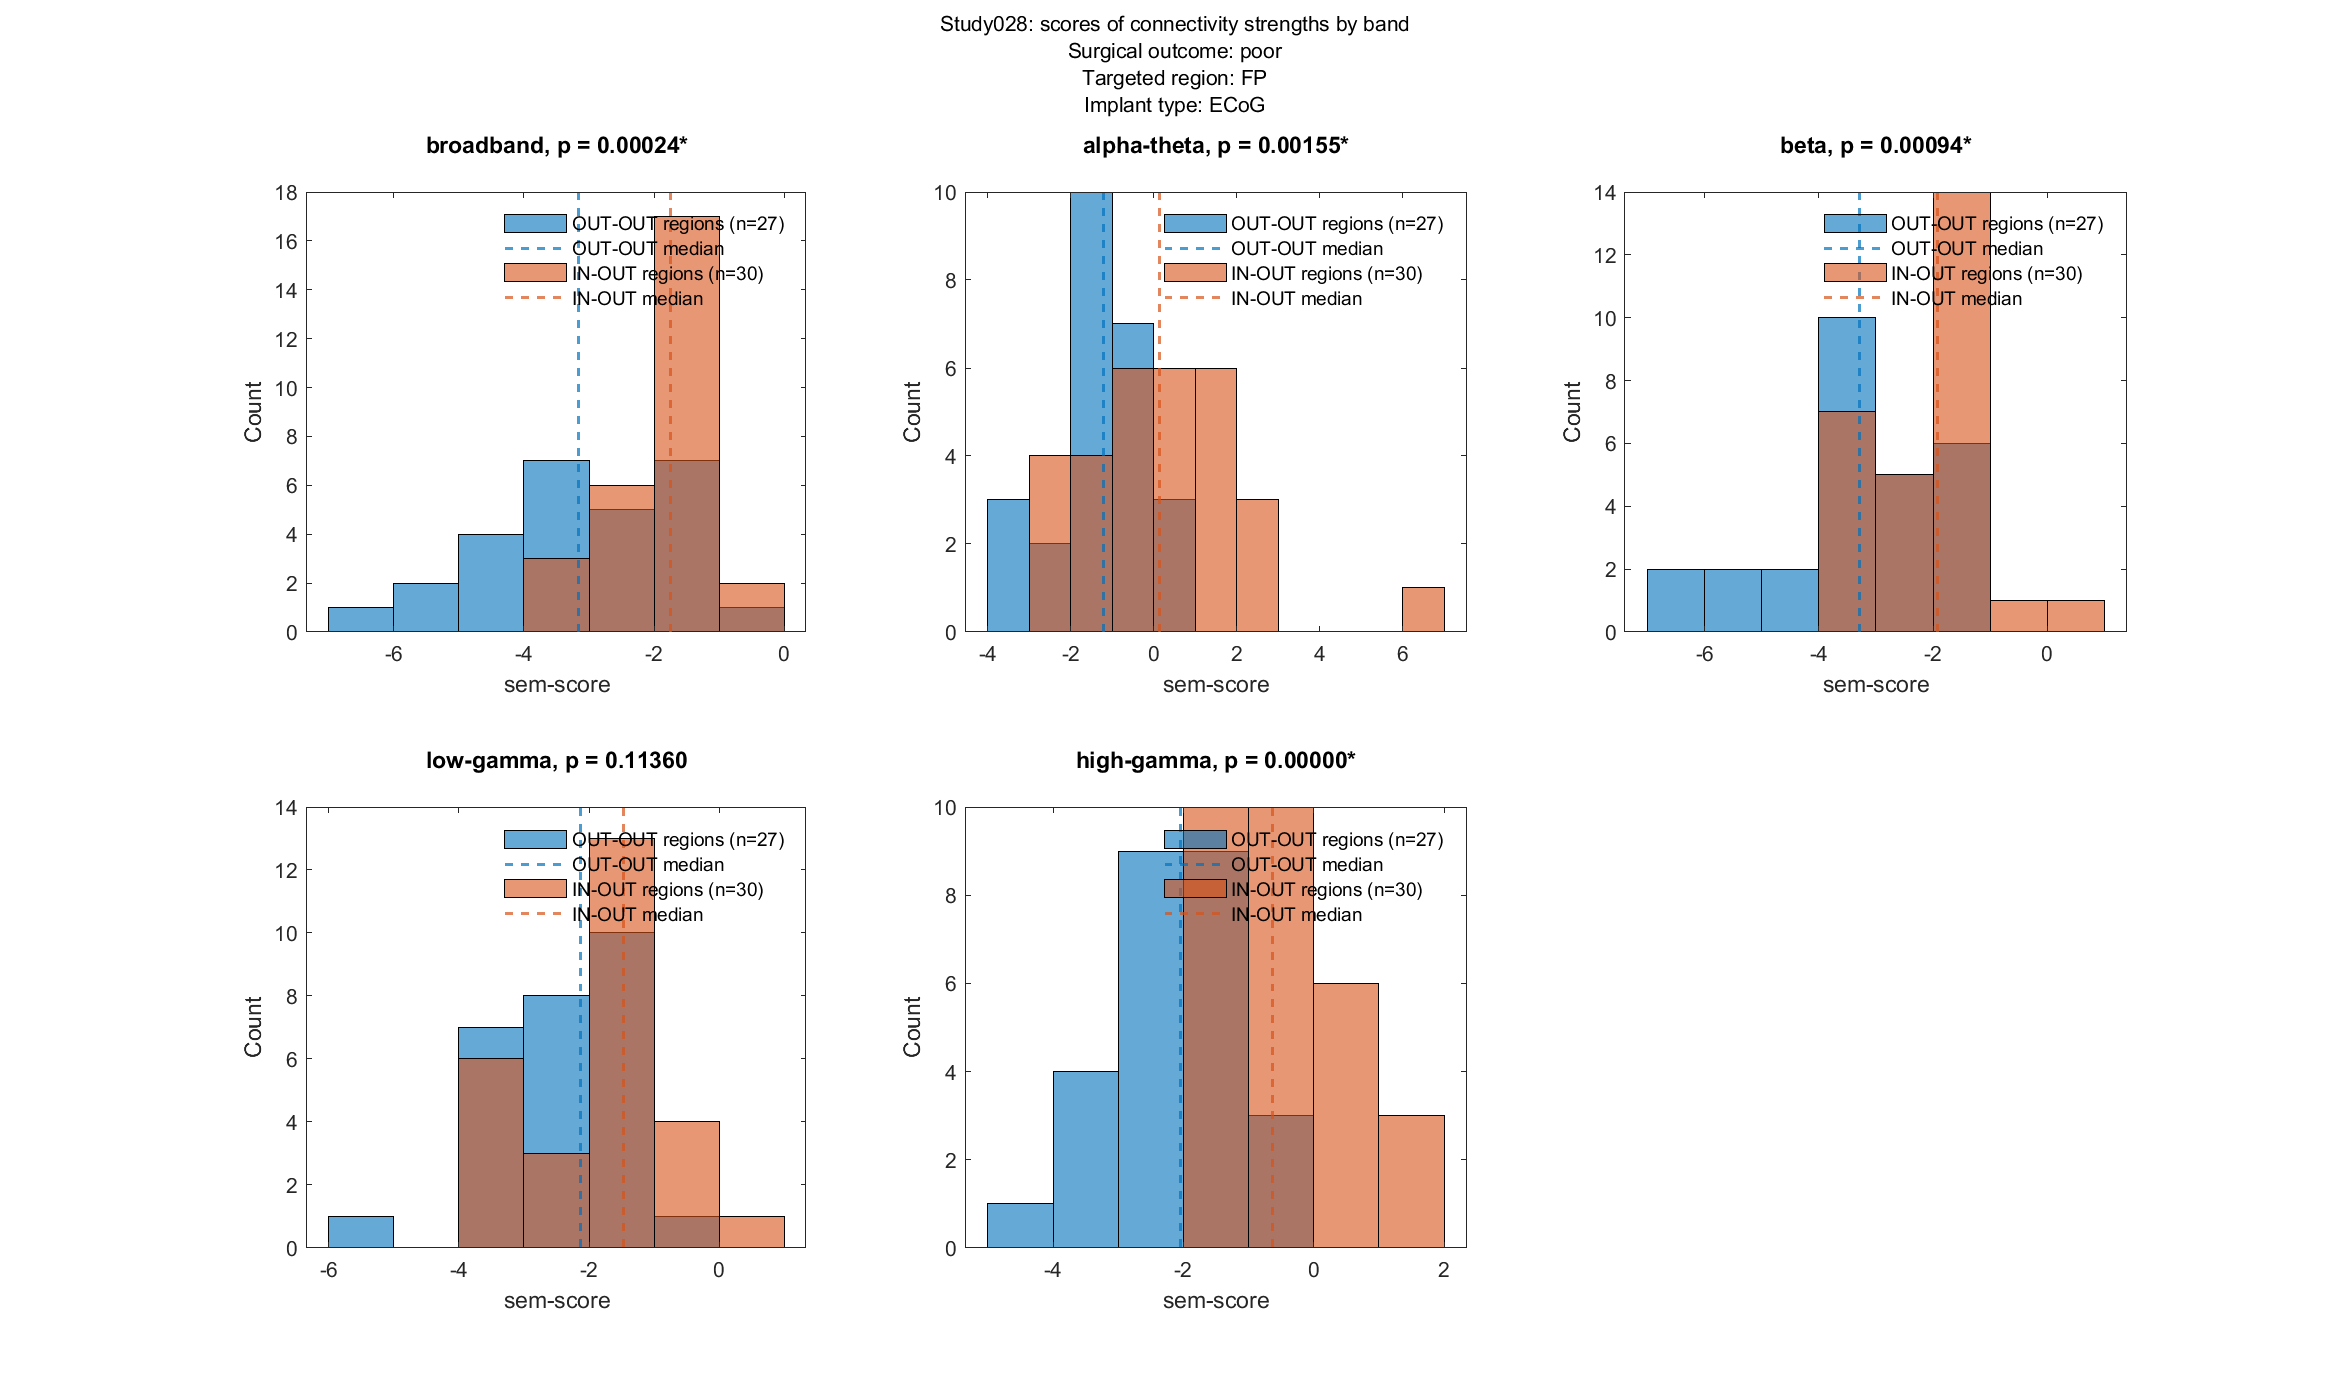 Study028: scores of connectivity strengths by band
Surgical outcome: poor
Targeted region: FP
Implant type: ECoG
broadband, p = 0.00024*
18
16
14
12
10
8
6
4
2
0
Count
OUT-OUT regions (n=27)
OUT-OUT median
IN-OUT regions (n=30)
IN-OUT median
-6 -4 -2 0
sem-score
alpha-theta, p = 0.00155*
10
8
6
4
2
0
Count
OUT-OUT regions (n=27)
OUT-OUT median
IN-OUT regions (n=30)
IN-OUT median
-4 -2 0 2 4 6
sem-score
beta, p = 0.00094*
14
12
10
8
6
4
2
0
Count
OUT-OUT regions (n=27)
OUT-OUT median
IN-OUT regions (n=30)
IN-OUT median
-6 -4 -2 0
sem-score
low-gamma, p = 0.11360
14
12
10
8
6
4
2
0
Count
OUT-OUT regions (n=27)
OUT-OUT median
IN-OUT regions (n=30)
IN-OUT median
-6 -4 -2 0
sem-score
high-gamma, p = 0.00000*
10
8
6
4
2
0
Count
OUT-OUT regions (n=27)
OUT-OUT median
IN-OUT regions (n=30)
IN-OUT median
-4 -2 0 2
sem-score